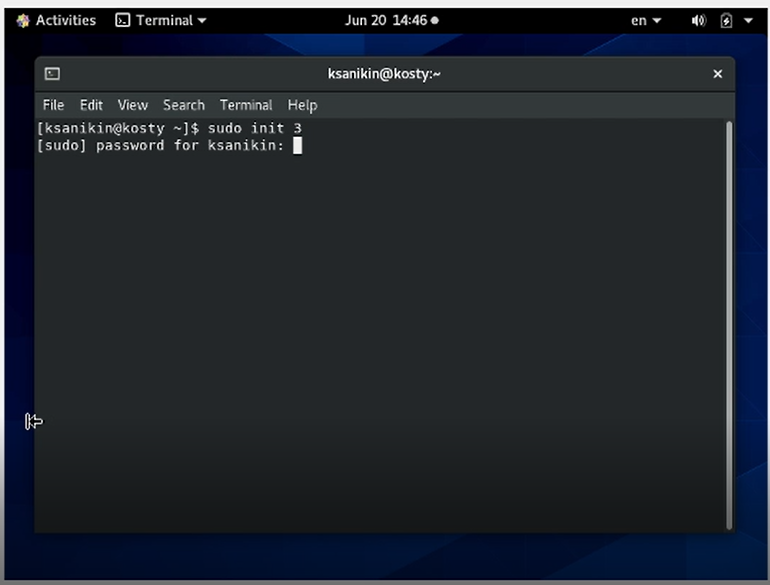 Activities Terminal Jun 20 14:46 en
ksanikin@kosty:~
File Edit View Search Terminal Help
[ksanikin@kosty ~]$ sudo init 3
[sudo] password for ksanikin: